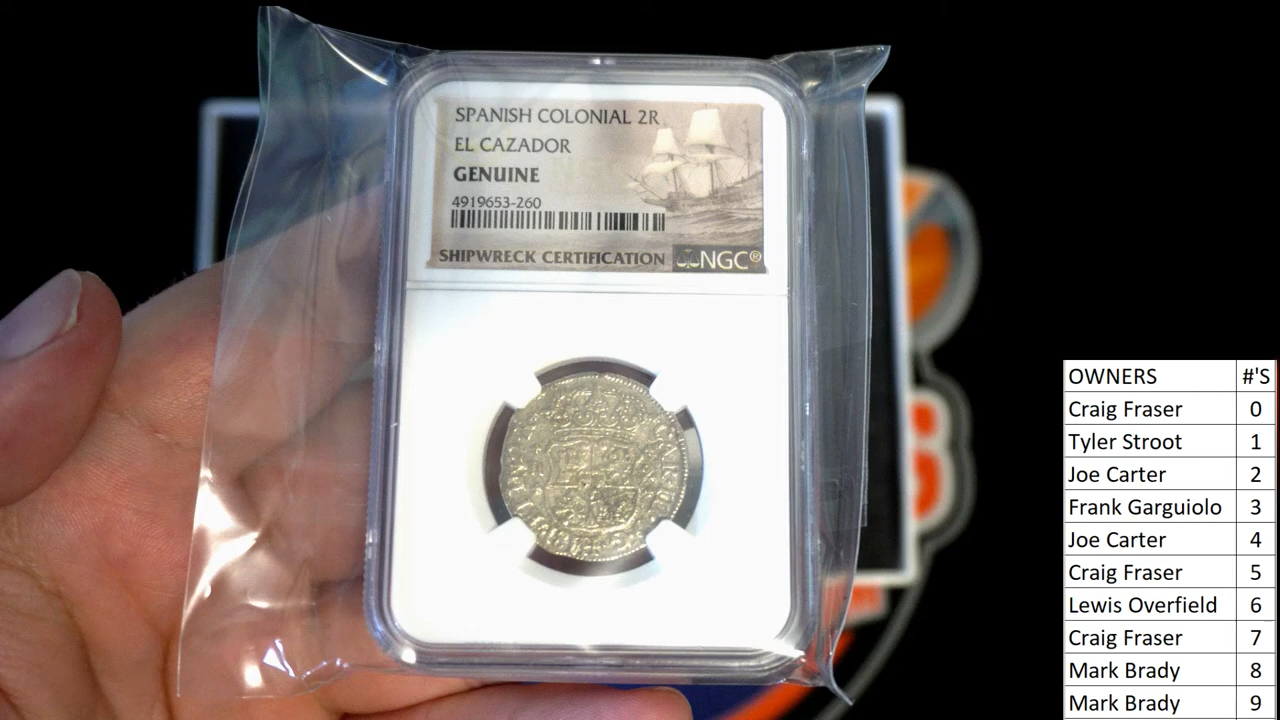 SPANISH COLONIAL 2R
EL CAZADOR
GENUINE
4919653-260
SHIPWRECK CERTIFICATION NGC®
OWNERS #'S
Craig Fraser 0
Tyler Stroot 1
Joe Carter 2
Frank Garguiolo 3
Joe Carter 4
Craig Fraser 5
Lewis Overfield 6
Craig Fraser 7
Mark Brady 8
Mark Brady 9